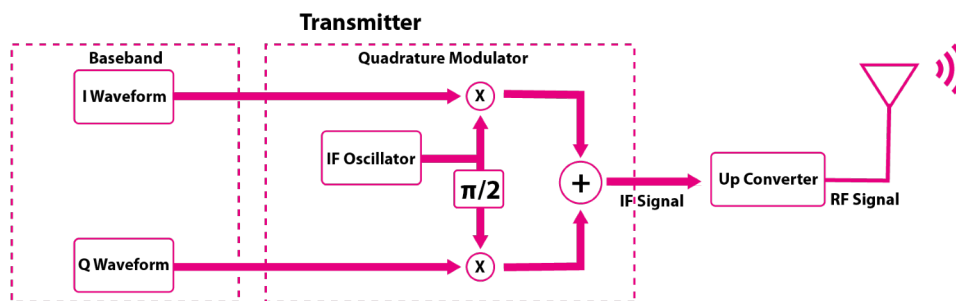 Transmitter
Baseband
Quadrature Modulator
I Waveform
X
IF Oscillator
π/2
+
IF Signal
Up Converter
RF Signal
Q Waveform
X